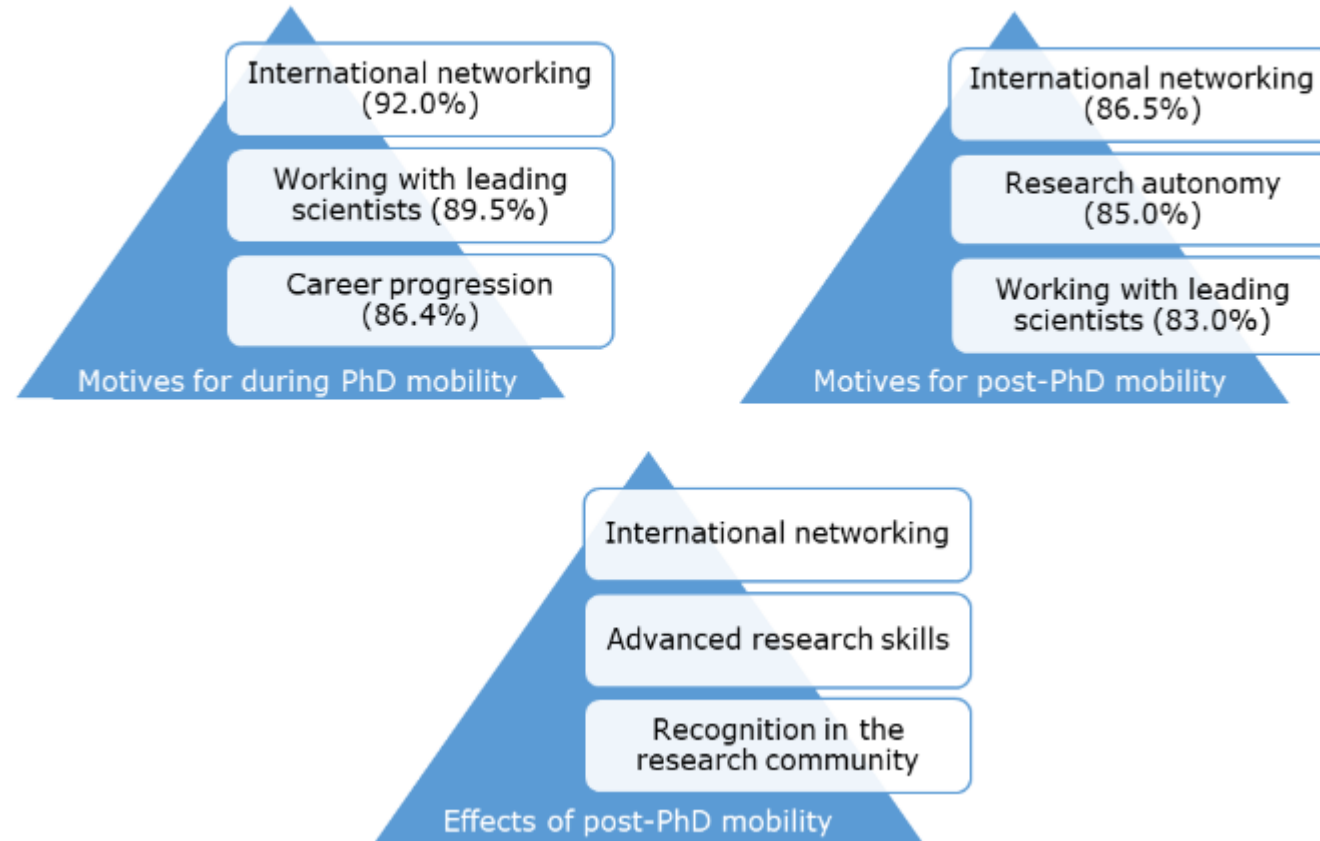 International networking
(92.0%)
Working with leading
scientists (89.5%)
Career progression
(86.4%)
Motives for during PhD mobility
International networking
(86.5%)
Research autonomy
(85.0%)
Working with leading
scientists (83.0%)
Motives for post-PhD mobility
International networking
Advanced research skills
Recognition in the
research community
Effects of post-PhD mobility